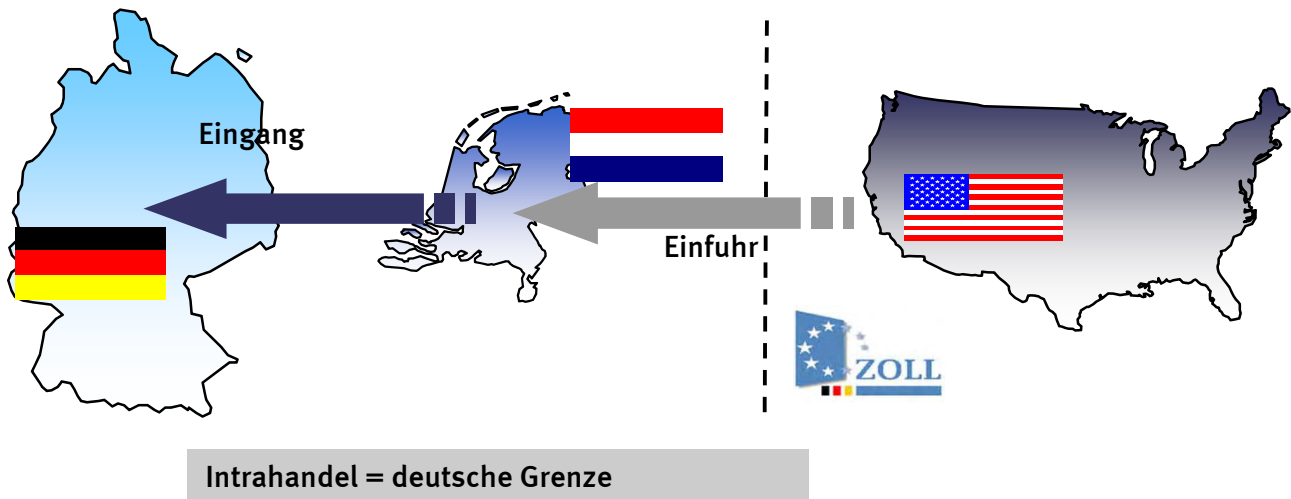 Eingang
Einfuhr
ZOLL
Intrahandel = deutsche Grenze